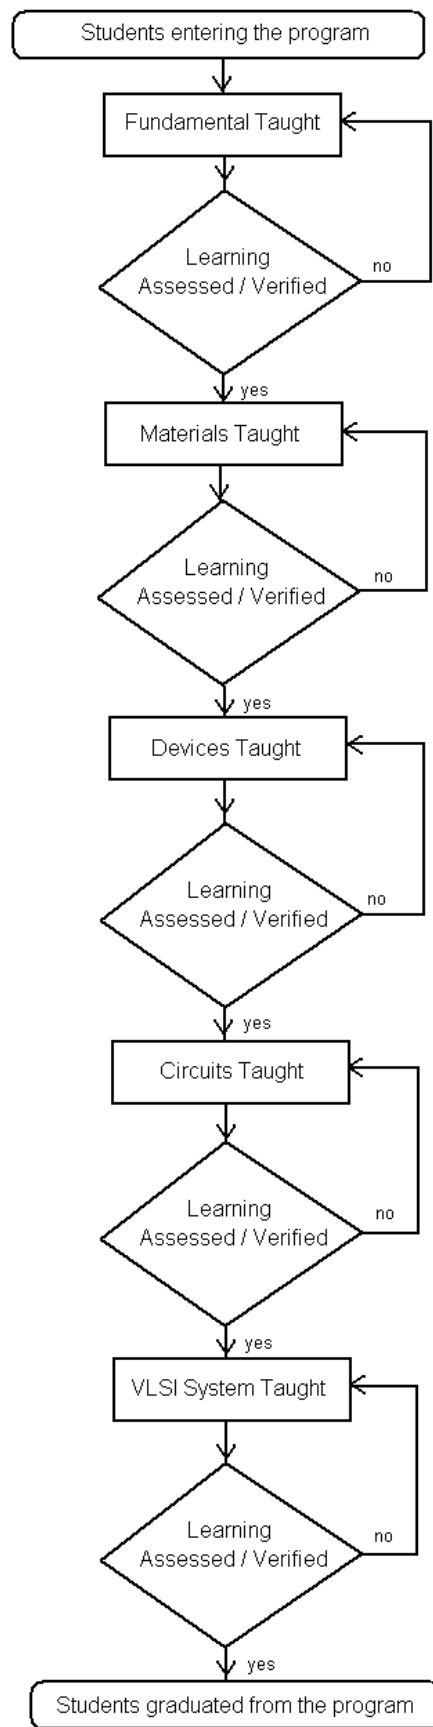 Students entering the program
Fundamental Taught
Learning
Assessed / Verified
no
yes
Materials Taught
Learning
Assessed / Verified
no
yes
Devices Taught
Learning
Assessed / Verified
no
yes
Circuits Taught
Learning
Assessed / Verified
no
yes
VLSI System Taught
Learning
Assessed / Verified
no
yes
Students graduated from the program